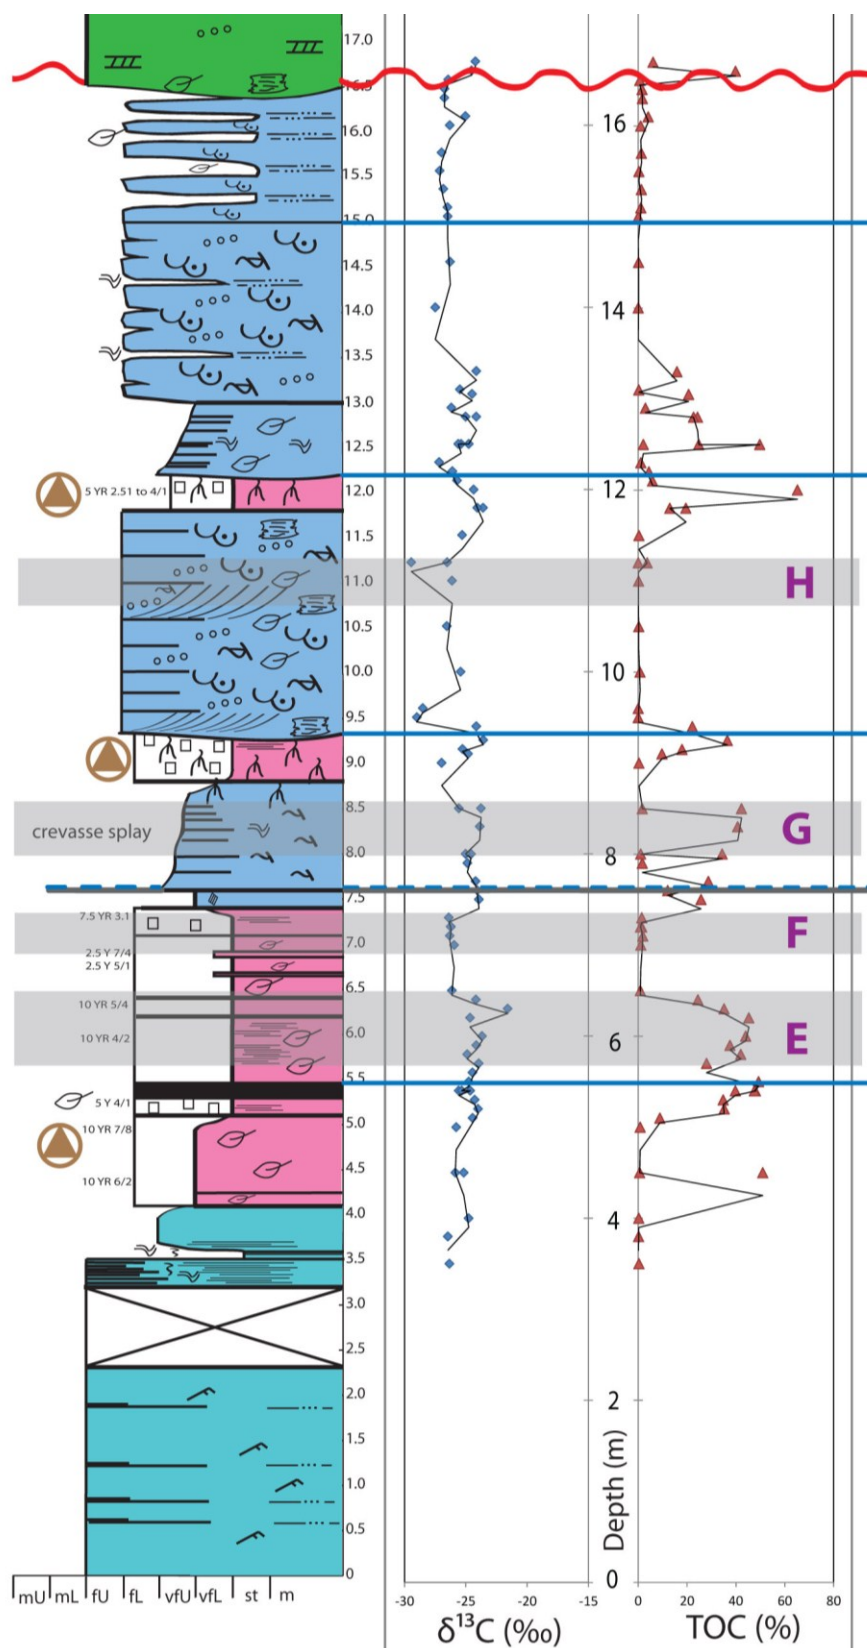 17.0
16.5
16.0
16
15.5
15.0
14.5
14.0
14
13.5
13.0
12.5
12.0
12
5 YR 2.51 to 4/1
11.5
11.0
H
10.5
10.0
10
9.5
9.0
8.5
crevasse splay
G
8.0
8
7.5
7.5 YR 3.1
7.0
F
2.5 Y 7/4
2.5 Y 5/1
6.5
10 YR 5/4
10 YR 4/2
6.0
6
E
5.5
5 Y 4/1
5.0
10 YR 7/8
4.5
10 YR 6/2
4.0
4
3.5
3.0
2.5
2.0
2
1.5
1.0
0.5
Depth (m)
0
0
mU mL fU fL vfU vfL st m
-30 -25 -20 -15
0 20 40 60 80
δ¹³C (‰)
TOC (%)